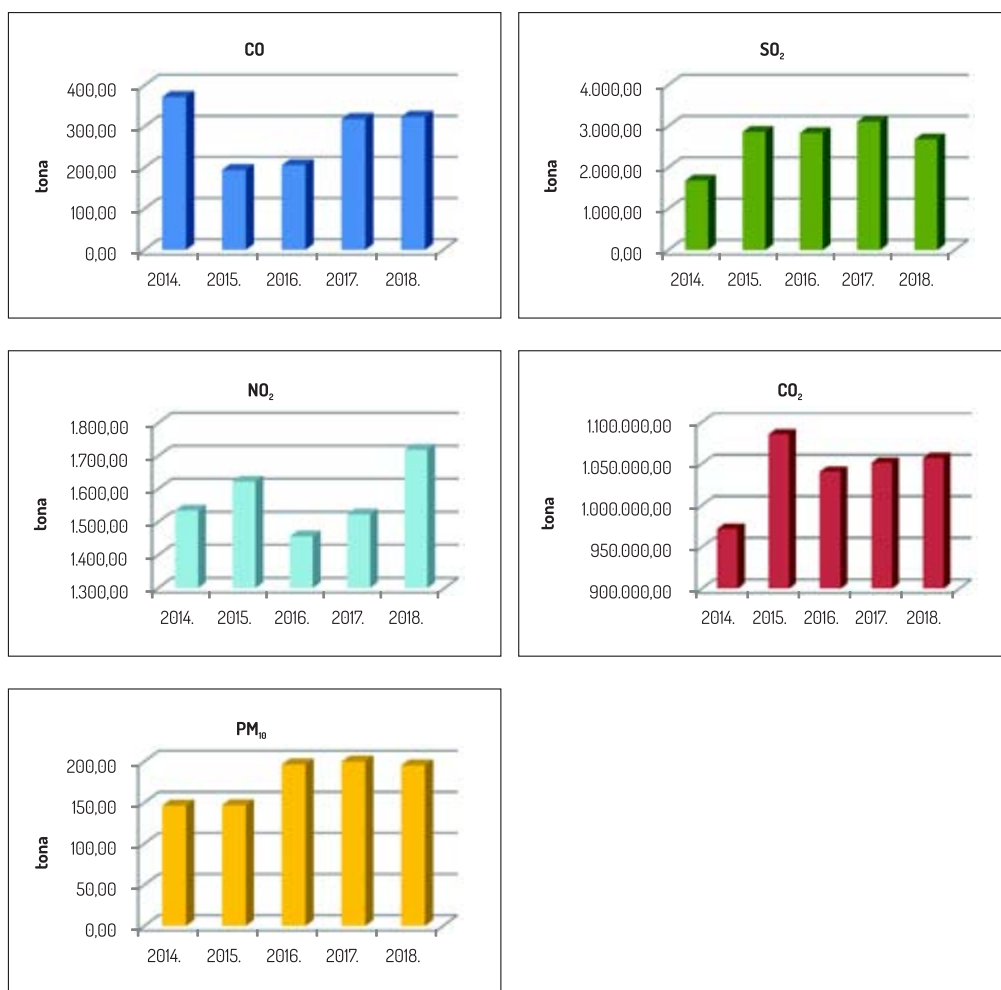 CO
tona
400,00
300,00
200,00
100,00
0,00
2014. 2015. 2016. 2017. 2018.
SO₂
tona
4.000,00
3.000,00
2.000,00
1.000,00
0,00
2014. 2015. 2016. 2017. 2018.
NO₂
tona
1.800,00
1.700,00
1.600,00
1.500,00
1.400,00
1.300,00
2014. 2015. 2016. 2017. 2018.
CO₂
tona
1.100.000,00
1.050.000,00
1.000.000,00
950.000,00
900.000,00
2014. 2015. 2016. 2017. 2018.
PM₁₀
tona
200,00
150,00
100,00
50,00
0,00
2014. 2015. 2016. 2017. 2018.